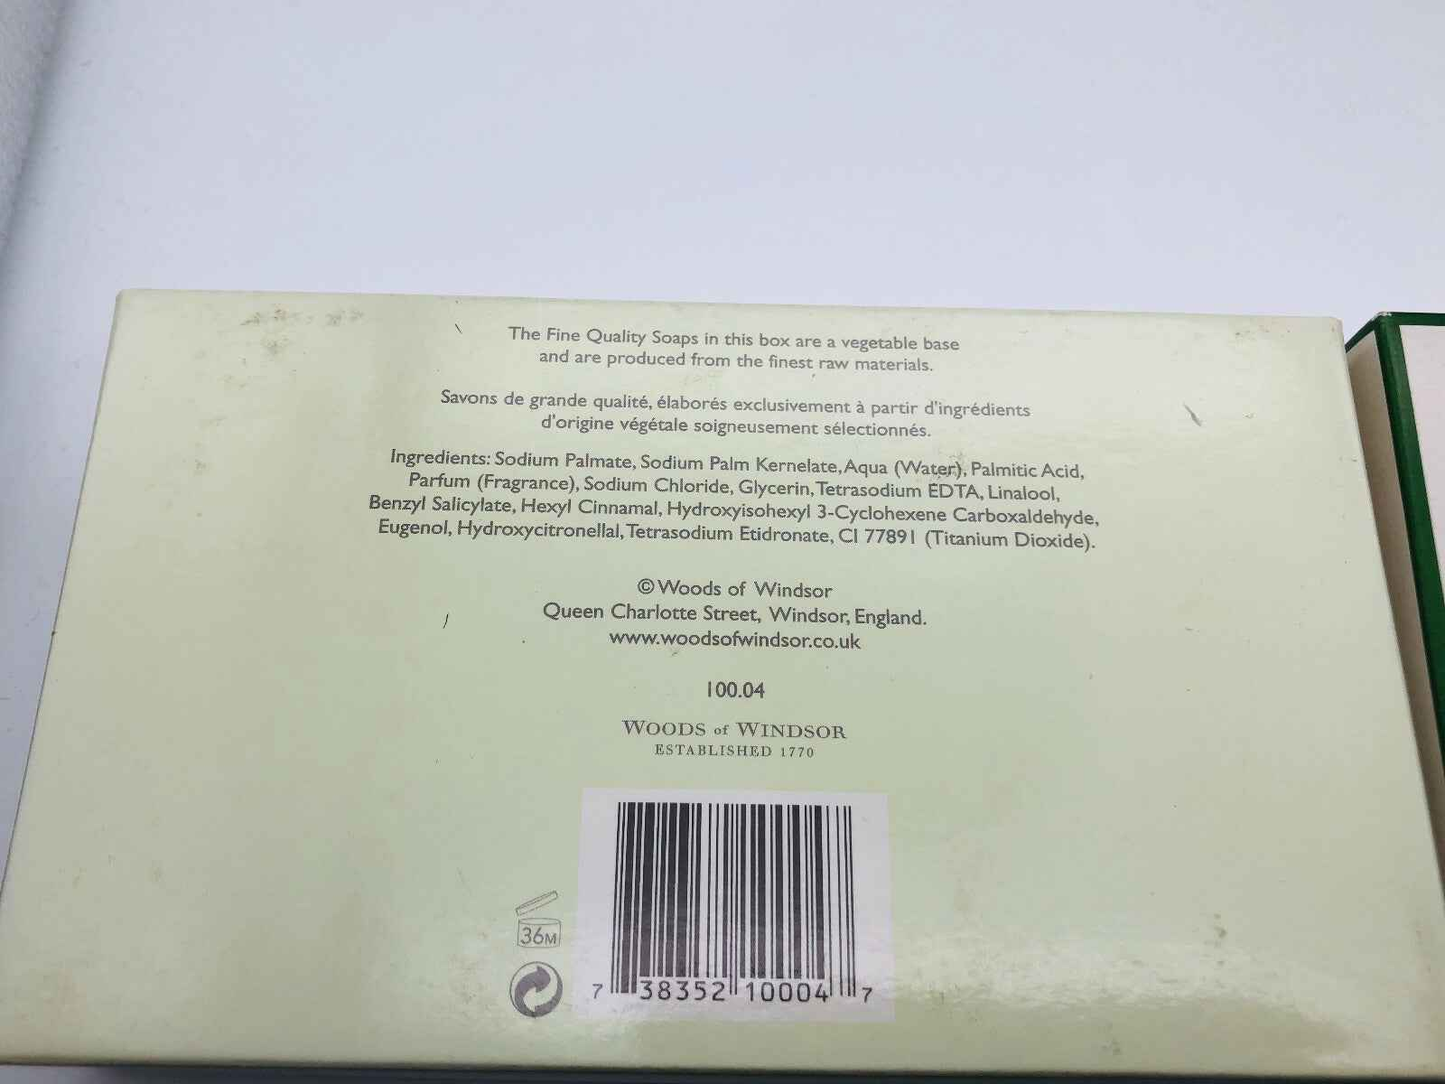 The Fine Quality Soaps in this box are a vegetable base
and are produced from the finest raw materials.
Savons de grande qualité, élaborés exclusivement à partir d'ingrédients
d'origine végétale soigneusement sélectionnés.
Ingredients: Sodium Palmate, Sodium Palm Kernelate, Aqua (Water), Palmitic Acid,
Parfum (Fragrance), Sodium Chloride, Glycerin, Tetrasodium EDTA, Linalool,
Benzyl Salicylate, Hexyl Cinnamal, Hydroxyisohexyl 3-Cyclohexene Carboxaldehyde,
Eugenol, Hydroxycitronellal, Tetrasodium Etidronate, CI 77891 (Titanium Dioxide).
© Woods of Windsor
Queen Charlotte Street, Windsor, England.
www.woodsofwindsor.co.uk
100.04
WOODS of WINDSOR
ESTABLISHED 1770
36M
7 38352 10004 7